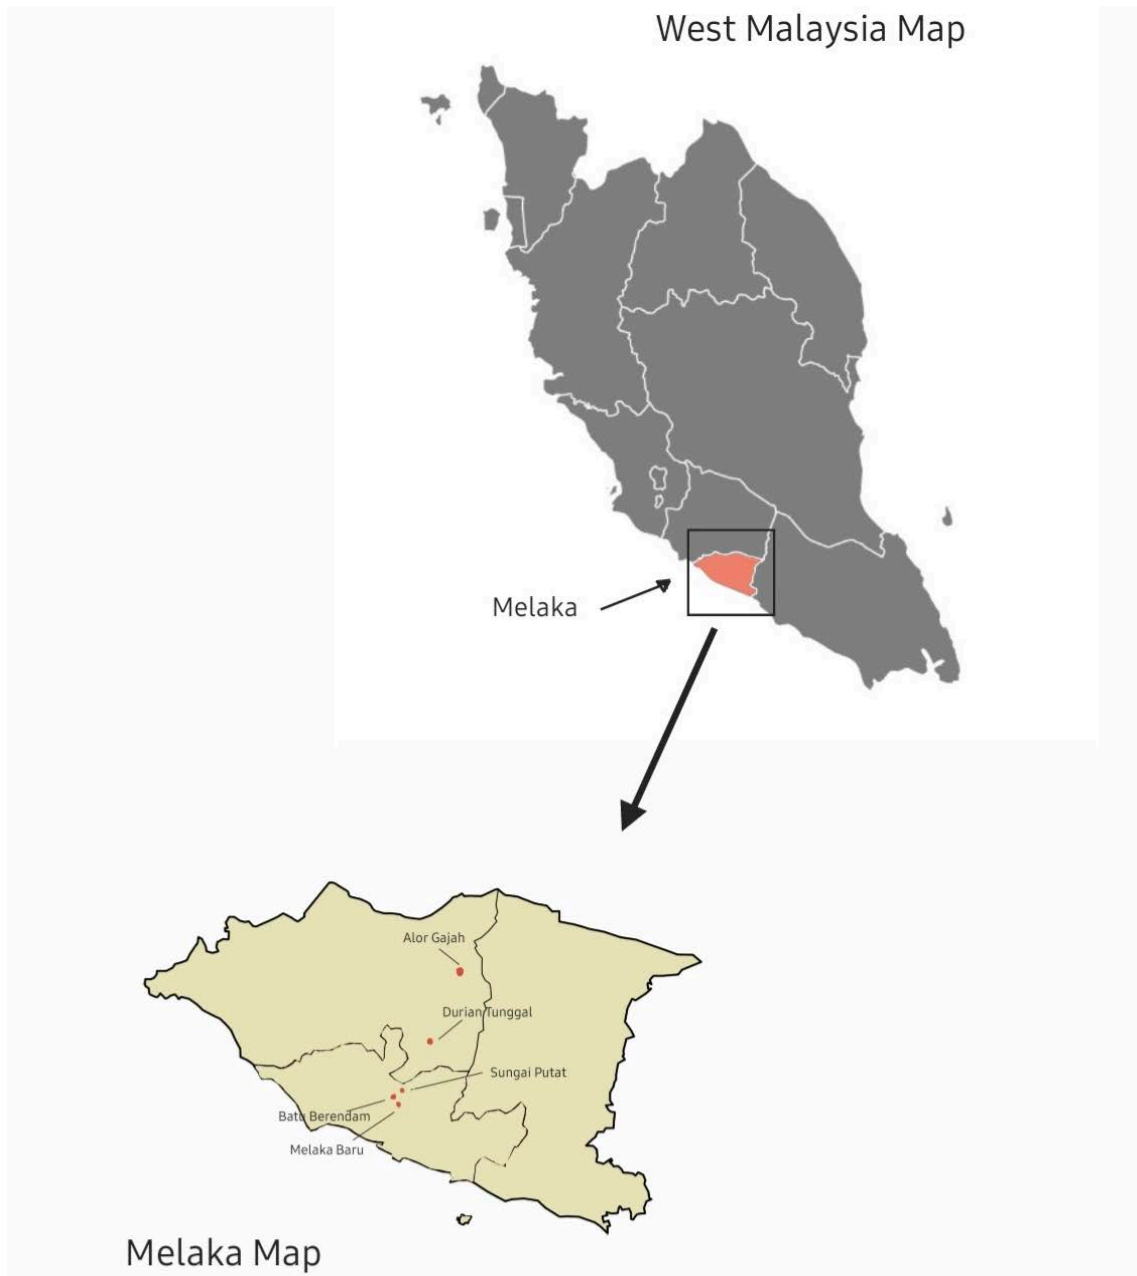 West Malaysia Map
Melaka
Alor Gajah
Durian Tunggal
Sungai Putat
Batu Berendam
Melaka Baru
Melaka Map